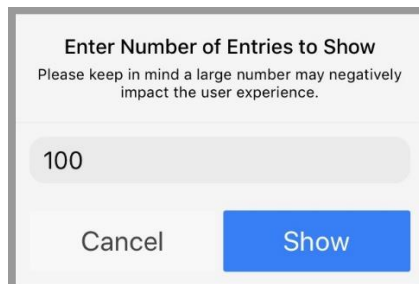 Enter Number of Entries to Show
Please keep in mind a large number may negatively
impact the user experience.
100
Cancel Show